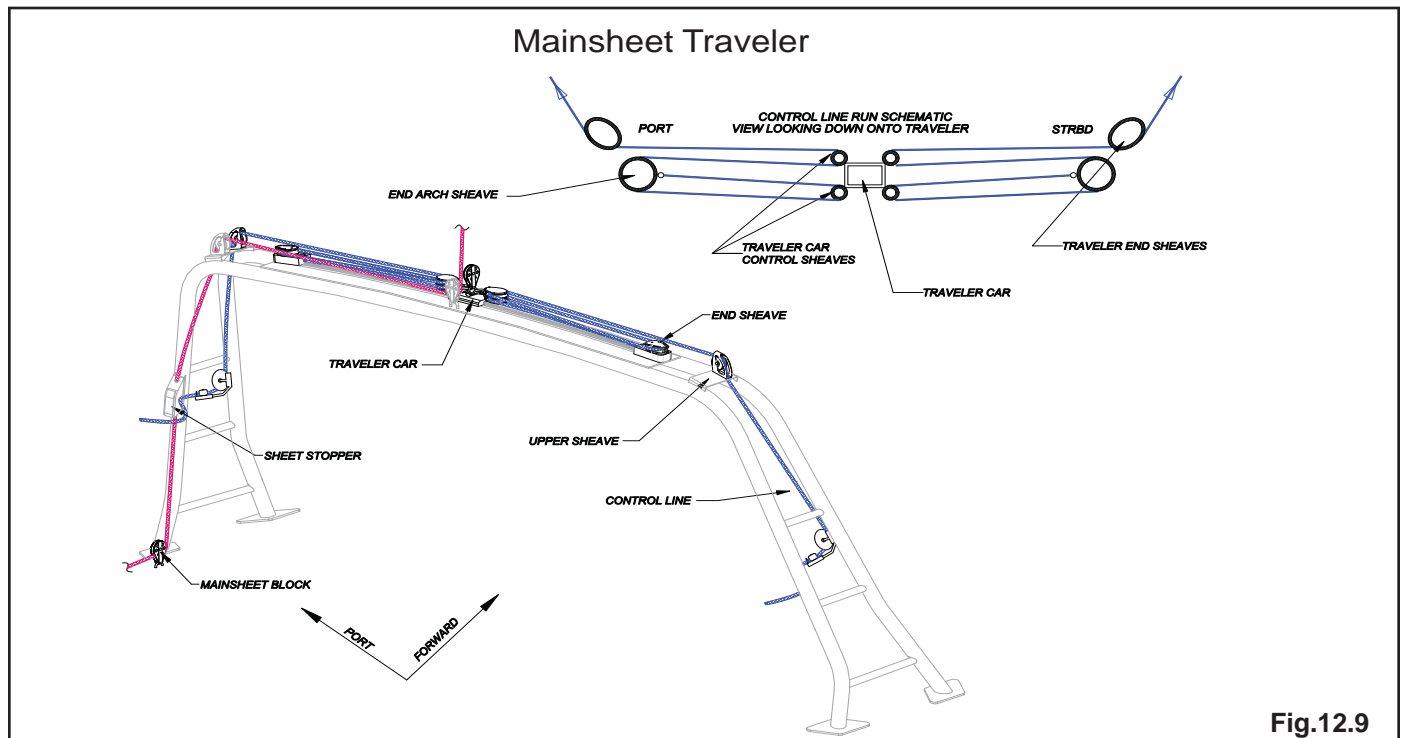 Mainsheet Traveler
CONTROL LINE RUN SCHEMATIC
VIEW LOOKING DOWN ONTO TRAVELER
PORT
STRBD
END ARCH SHEAVE
TRAVELER CAR
CONTROL SHEAVES
TRAVELER END SHEAVES
TRAVELER CAR
END SHEAVE
TRAVELER CAR
UPPER SHEAVE
SHEET STOPPER
CONTROL LINE
MAINSHEET BLOCK
PORT
FORWARD
Fig.12.9